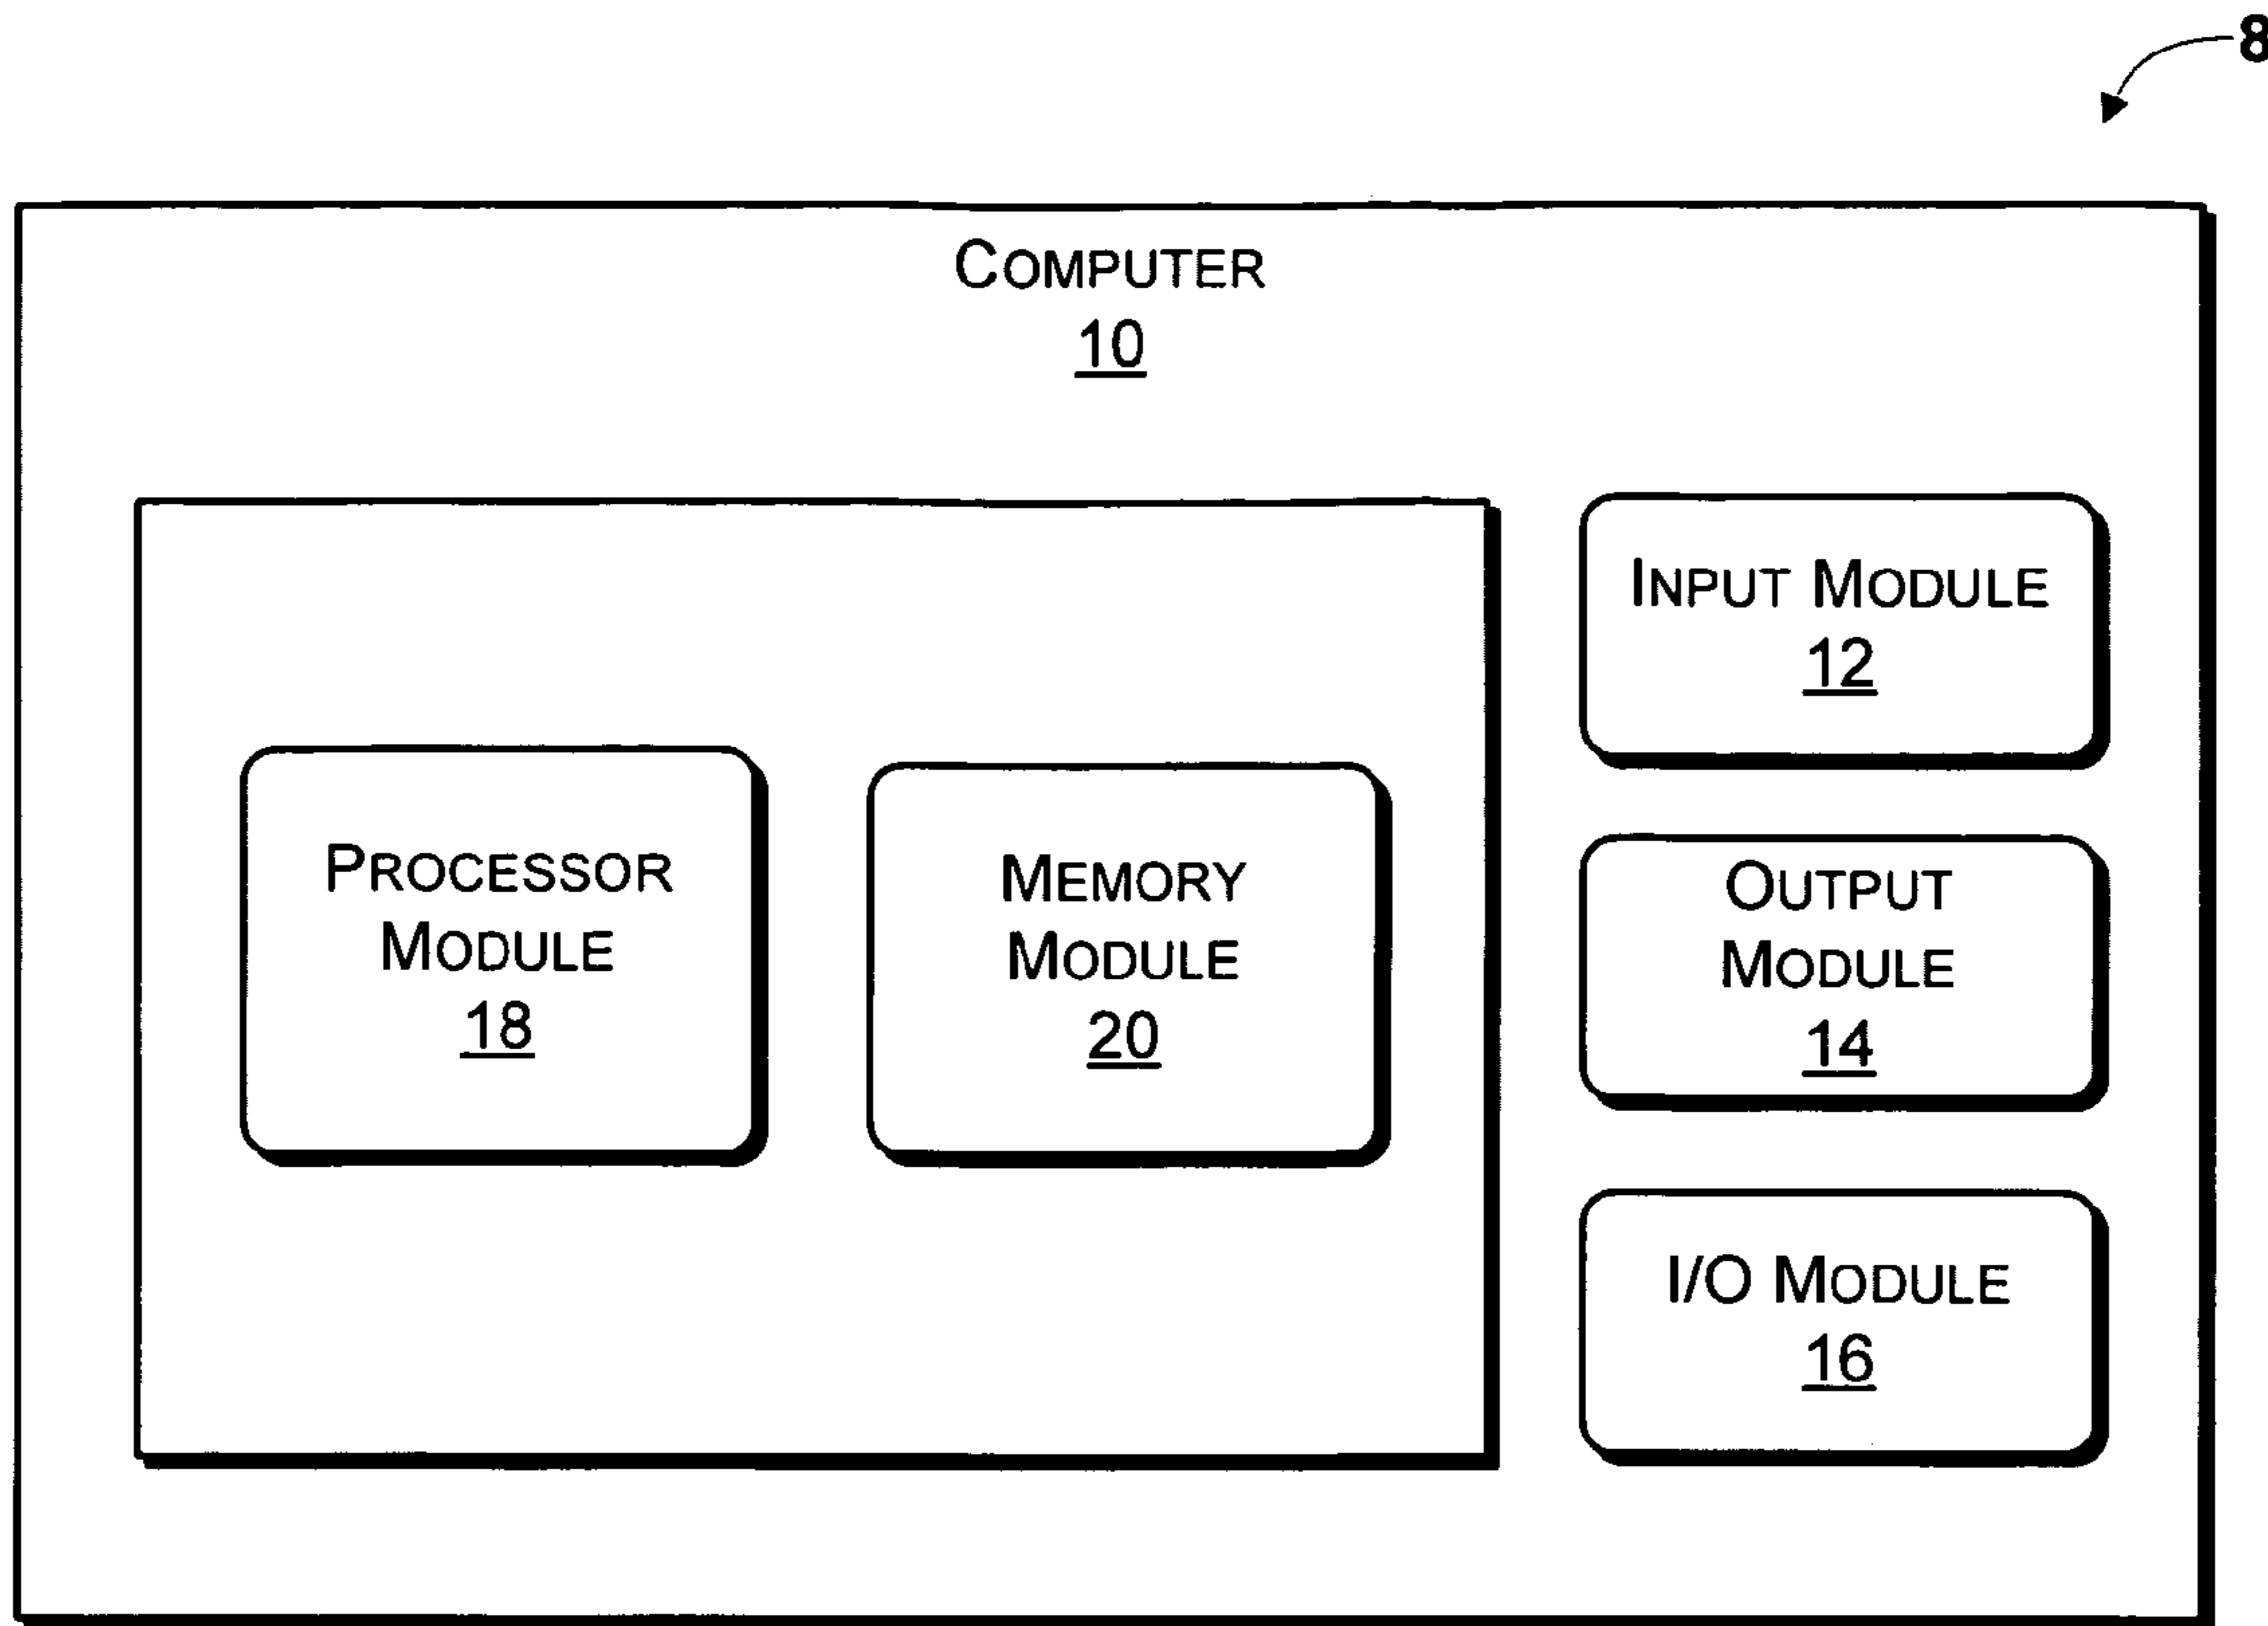 8
COMPUTER
10
INPUT MODULE
12
PROCESSOR
MODULE
18
MEMORY
MODULE
20
OUTPUT
MODULE
14
I/O MODULE
16